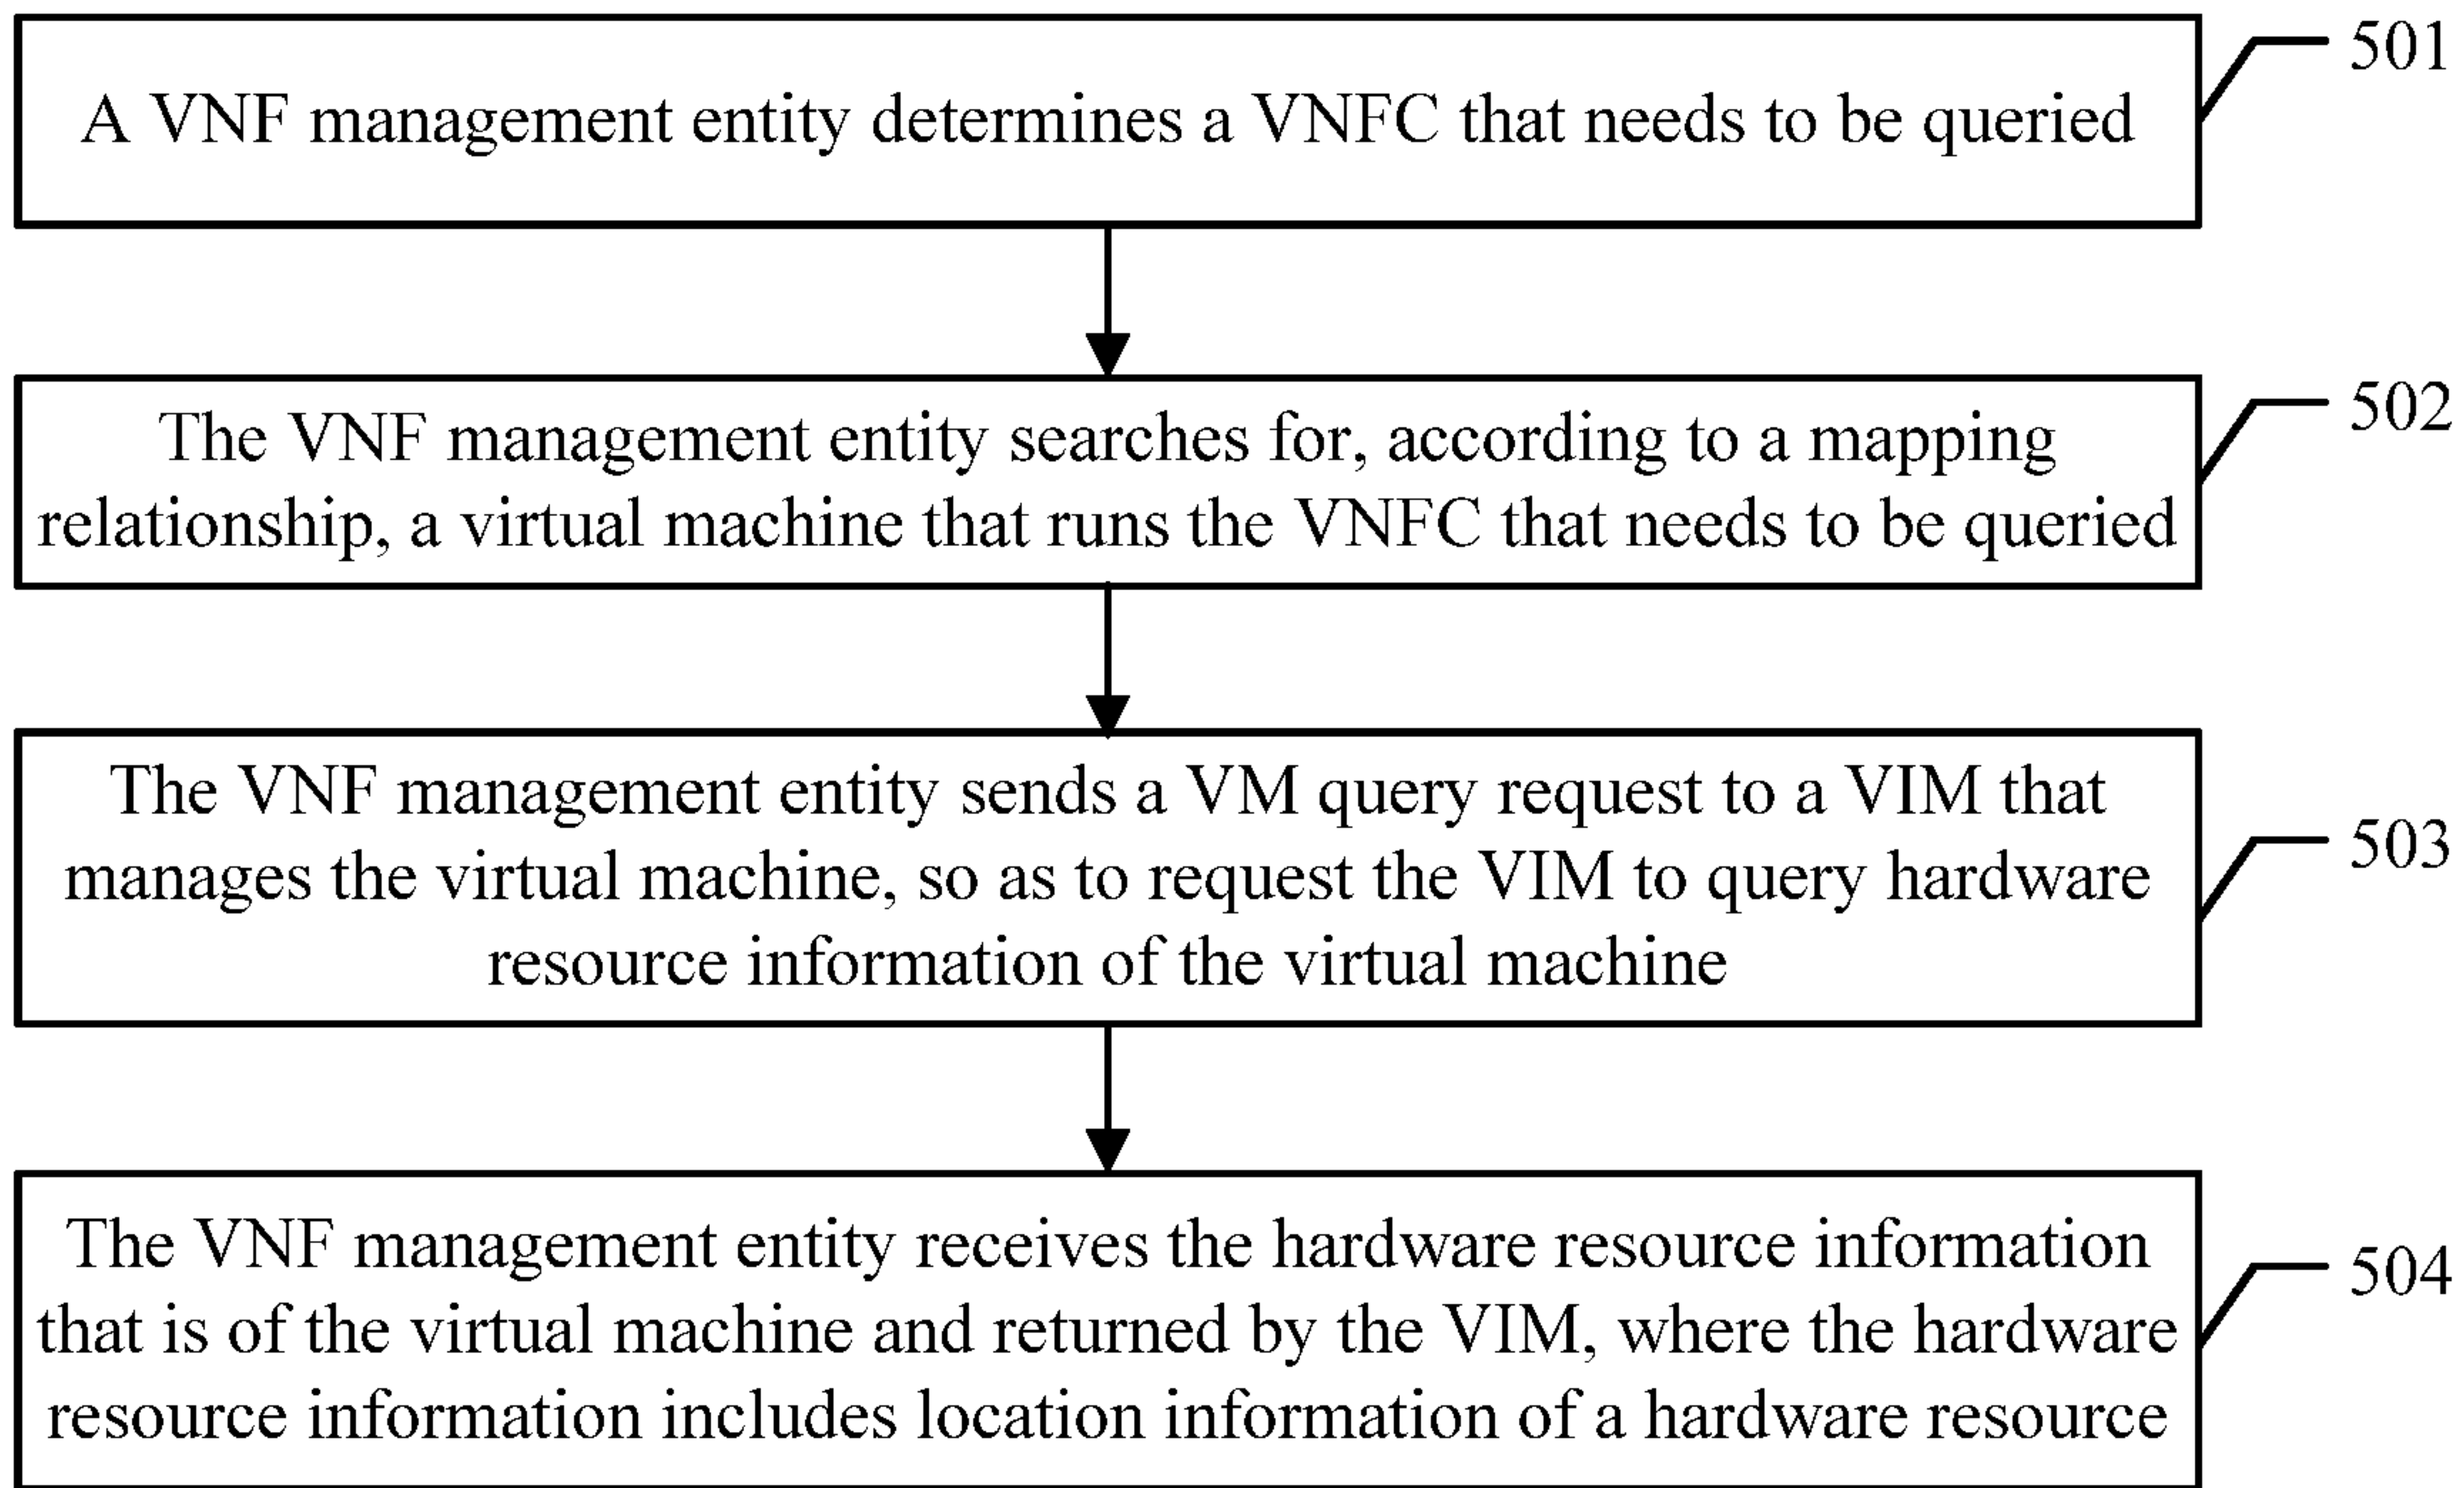 A VNF management entity determines a VNFC that needs to be queried
501
The VNF management entity searches for, according to a mapping
relationship, a virtual machine that runs the VNFC that needs to be queried
502
The VNF management entity sends a VM query request to a VIM that
manages the virtual machine, so as to request the VIM to query hardware
resource information of the virtual machine
503
The VNF management entity receives the hardware resource information
that is of the virtual machine and returned by the VIM, where the hardware
resource information includes location information of a hardware resource
504